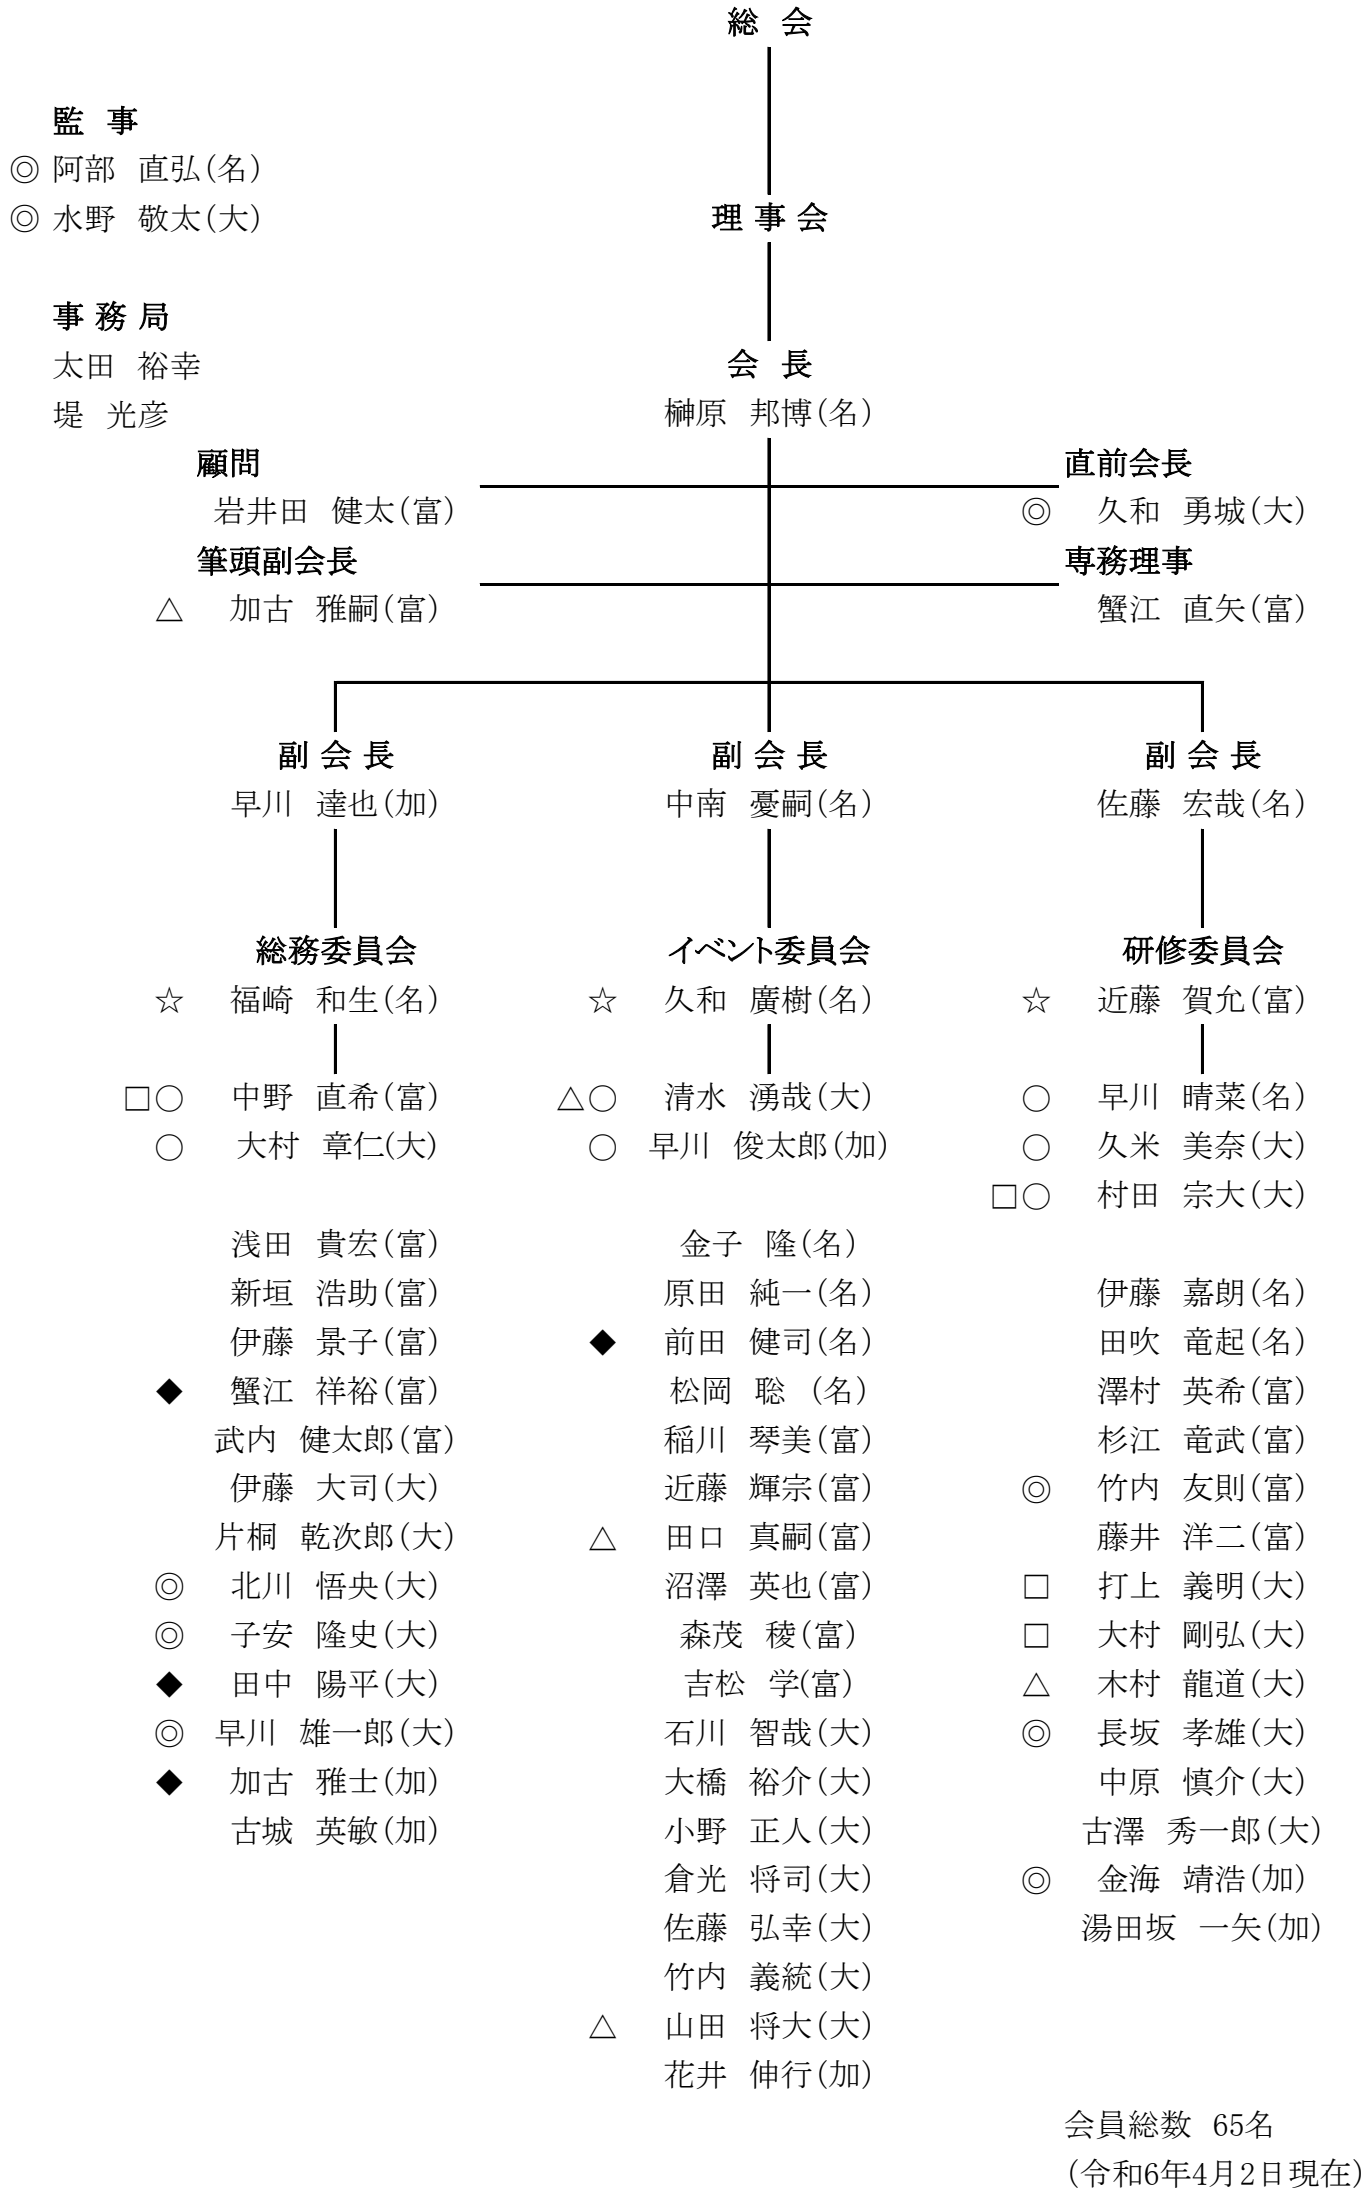 総 会
監 事
◎ 阿部 直弘(名)
◎ 水野 敬太(大)
理 事 会
事 務 局
太田 裕幸
堤 光彦
会 長
榊原 邦博(名)
顧問 直前会長
岩井田 健太(富) ◎ 久和 勇城(大)
筆頭副会長 専務理事
△ 加古 雅嗣(富) 蟹江 直矢(富)
副 会 長 副 会 長 副 会 長
早川 達也(加) 中南 憂嗣(名) 佐藤 宏哉(名)
総務委員会 イベント委員会 研修委員会
☆ 福崎 和生(名) ☆ 久和 廣樹(名) ☆ 近藤 賀允(富)
□○ 中野 直希(富) △○ 清水 湧哉(大) ○ 早川 晴菜(名)
○ 大村 章仁(大) ○ 早川 俊太郎(加) ○ 久米 美奈(大)
□○ 村田 宗大(大)
浅田 貴宏(富) 金子 隆(名)
新垣 浩助(富) 原田 純一(名) 伊藤 嘉朗(名)
伊藤 景子(富) ◆ 前田 健司(名) 田吹 竜起(名)
◆ 蟹江 祥裕(富) 松岡 聡 (名) 澤村 英希(富)
武内 健太郎(富) 稲川 琴美(富) 杉江 竜武(富)
伊藤 大司(大) 近藤 輝宗(富) ◎ 竹内 友則(富)
片桐 乾次郎(大) △ 田口 真嗣(富) 藤井 洋二(富)
◎ 北川 悟央(大) 沼澤 英也(富) □ 打上 義明(大)
◎ 子安 隆史(大) 森茂 稜(富) □ 大村 剛弘(大)
◆ 田中 陽平(大) 吉松 学(富) △ 木村 龍道(大)
◎ 早川 雄一郎(大) 石川 智哉(大) ◎ 長坂 孝雄(大)
◆ 加古 雅士(加) 大橋 裕介(大) 中原 慎介(大)
古城 英敏(加) 小野 正人(大) 古澤 秀一郎(大)
倉光 将司(大) ◎ 金海 靖浩(加)
佐藤 弘幸(大) 湯田坂 一矢(加)
竹内 義統(大)
△ 山田 将大(大)
花井 伸行(加)
会員総数 65名
(令和6年4月2日現在)